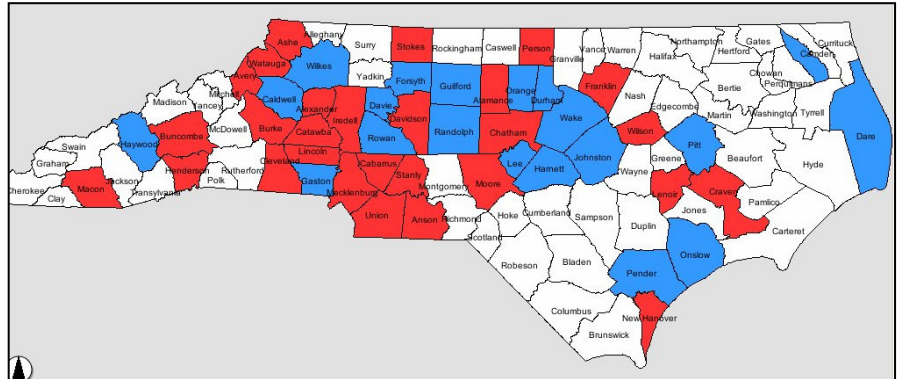 Ashe
Alleghany
Surry
Stokes
Rockingham
Caswell
Person
Granville
Vance
Warren
Northampton
Hertford
Gates
Camden
Currituck
Watauga
Wilkes
Yadkin
Forsyth
Guilford
Alamance
Orange
Durham
Franklin
Halifax
Chowan
Perquimans
Bertie
Avery
Mitchell
Caldwell
Alexander
Iredell
Davie
Davidson
Nash
Edgecombe
Martin
Washington
Tyrrell
Dare
Madison
Yancey
Burke
Catawba
Rowan
Randolph
Chatham
Wake
Wilson
Pitt
Beaufort
Hyde
Haywood
Buncombe
McDowell
Lincoln
Lee
Harnett
Johnston
Greene
Swain
Graham
Henderson
Rutherford
Cleveland
Gaston
Cabarrus
Stanly
Montgomery
Moore
Wayne
Lenoir
Craven
Pamlico
Cherokee
Clay
Macon
Jackson
Transylvania
Polk
Mecklenburg
Union
Anson
Richmond
Hoke
Cumberland
Sampson
Duplin
Jones
Carteret
Scotland
Robeson
Bladen
Pender
Onslow
Columbus
Brunswick
New Hanover